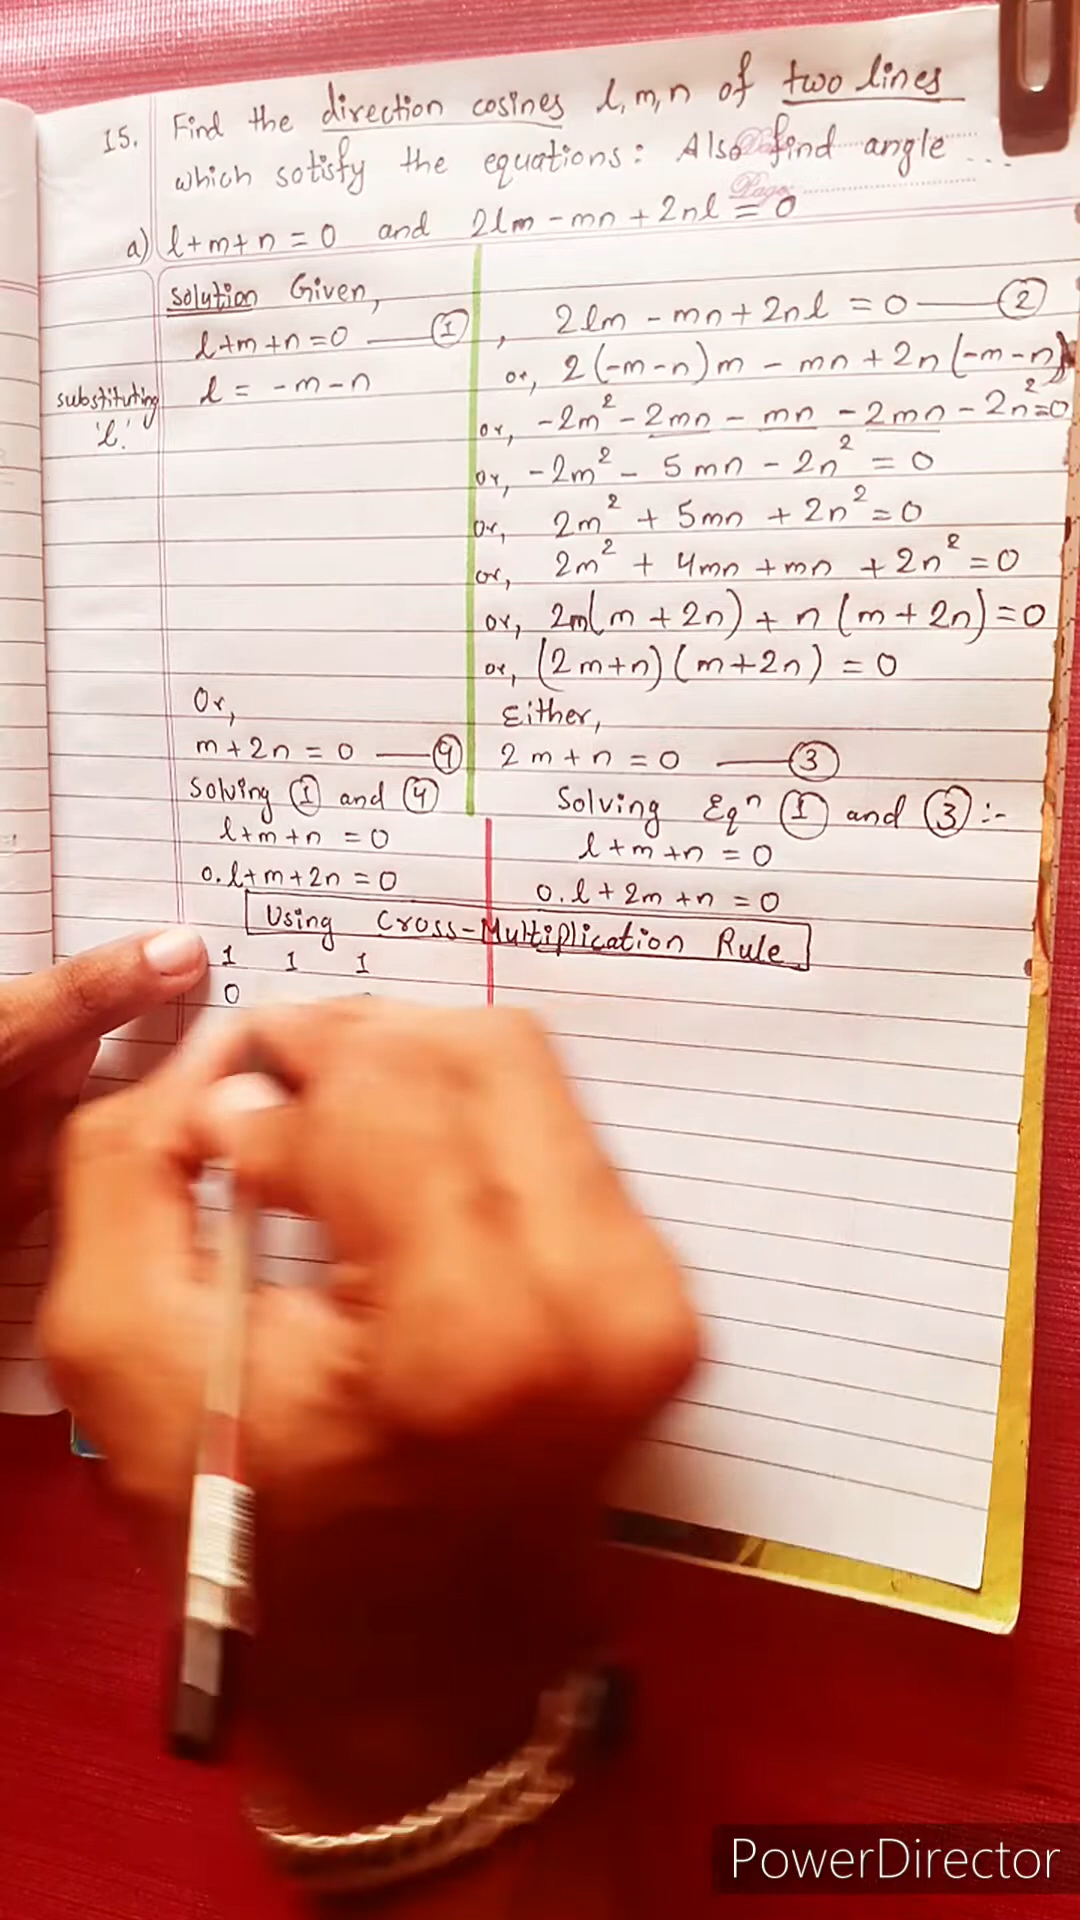 15. Find the direction cosines l, m, n of two lines
which satisfy the equations: Also find angle ...
Page
a) l+m+n = 0 and 2lm - mn + 2nl = 0
Solution Given,
l+m+n=0 — ①
, 2lm - mn + 2nl = 0 — ②
substituting 'l'.
l = -m-n
or, 2(-m-n)m - mn + 2n(-m-n)
or, -2m² - 2mn - mn - 2mn - 2n²=0
or, -2m² - 5mn - 2n² = 0
or, 2m² + 5mn + 2n² = 0
or, 2m² + 4mn + mn + 2n² = 0
or, 2m(m + 2n) + n(m + 2n) = 0
or, (2m+n)(m+2n) = 0
Or,
m + 2n = 0 — ④
Solving ① and ④
l+m+n = 0
0.l+m+2n = 0
Either,
2m+n = 0 — ③
Solving Eqⁿ ① and ③ :-
l+m+n = 0
0.l + 2m + n = 0
Using Cross-Multiplication Rule
1 1 1
0
PowerDirector